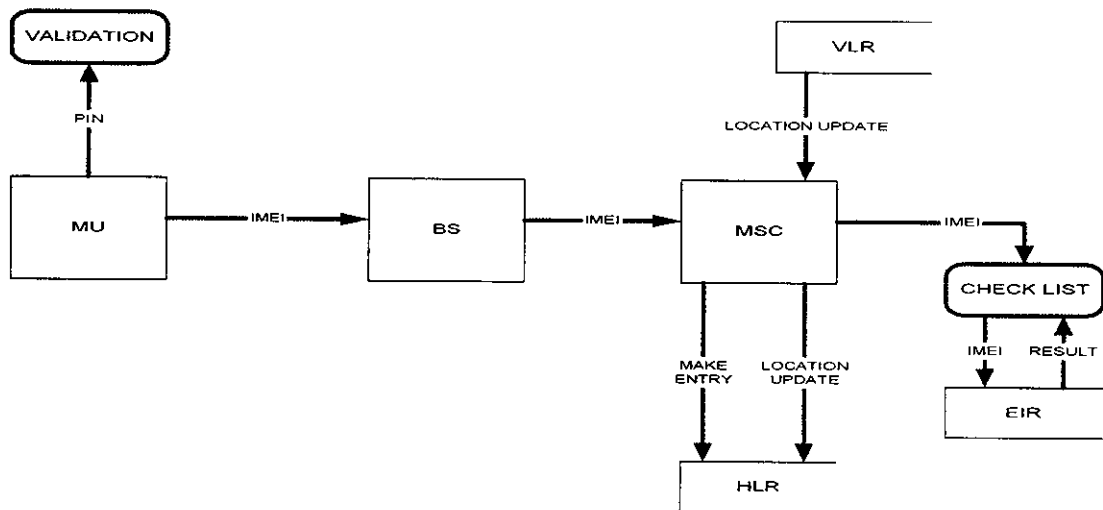 VALIDATION
VLR
PIN
LOCATION UPDATE
MU
IMEI
BS
IMEI
MSC
IMEI
CHECK LIST
MAKE
ENTRY
LOCATION
UPDATE
IMEI
RESULT
EIR
HLR